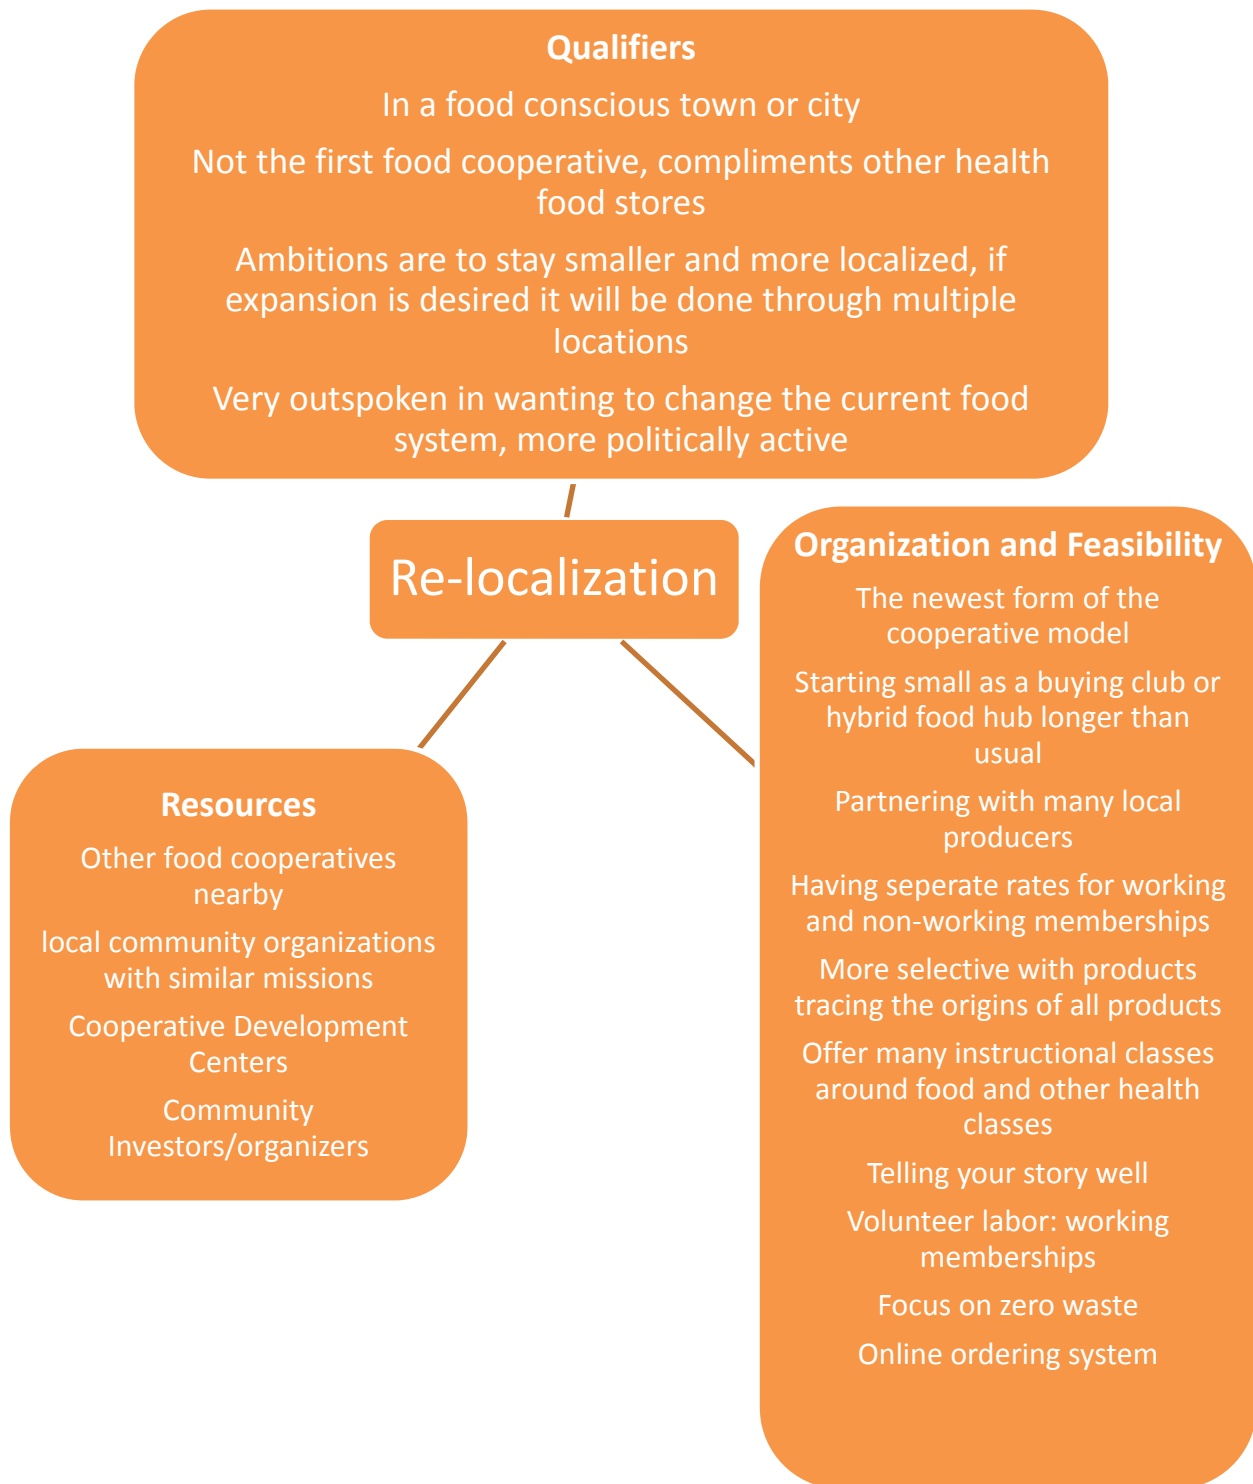 Qualifiers
In a food conscious town or city
Not the first food cooperative, compliments other health
food stores
Ambitions are to stay smaller and more localized, if
expansion is desired it will be done through multiple
locations
Very outspoken in wanting to change the current food
system, more politically active
Re-localization
Resources
Other food cooperatives
nearby
local community organizations
with similar missions
Cooperative Development
Centers
Community
Investors/organizers
Organization and Feasibility
The newest form of the
cooperative model
Starting small as a buying club or
hybrid food hub longer than
usual
Partnering with many local
producers
Having seperate rates for working
and non-working memberships
More selective with products
tracing the origins of all products
Offer many instructional classes
around food and other health
classes
Telling your story well
Volunteer labor: working
memberships
Focus on zero waste
Online ordering system